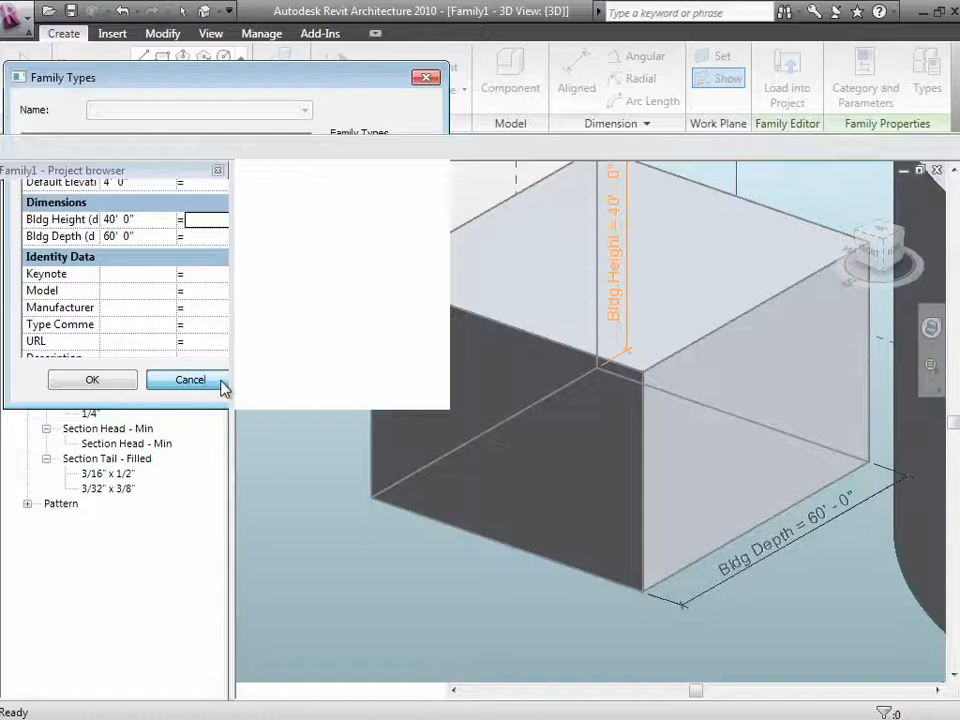 Autodesk Revit Architecture 2010 - [Family1 - 3D View: {3D}]
Type a keyword or phrase
Create Insert Modify View Manage Add-Ins
Family Types
Name:
Component
Aligned
Angular
Radial
Arc Length
Set
Show
Load into
Project
Category and
Parameters
Types
Model
Dimension
Work Plane
Family Editor
Family Properties
Family1 - Project browser
Default Elevati 4' 0" =
Dimensions
Bldg Height (d 40' 0" =
Bldg Depth (d 60' 0" =
Identity Data
Keynote =
Model =
Manufacturer =
Type Comme =
URL =
OK Cancel
1/4"
Section Head - Min
Section Head - Min
Section Tail - Filled
3/16" x 1/2"
3/32" x 3/8"
Pattern
Bldg Height = 40' 0"
Bldg Depth = 60' - 0"
Ready
:0